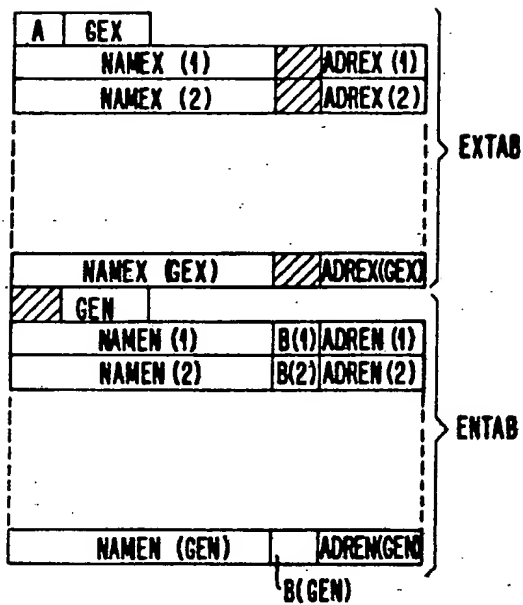 A GEX
NAMEX (1) ADREX (1)
NAMEX (2) ADREX (2)
EXTAB
NAMEX (GEX) ADREX(GEX)
GEN
NAMEN (1) B(1) ADREN (1)
NAMEN (2) B(2) ADREN (2)
ENTAB
NAMEN (GEN) ADREN(GEN)
B(GEN)